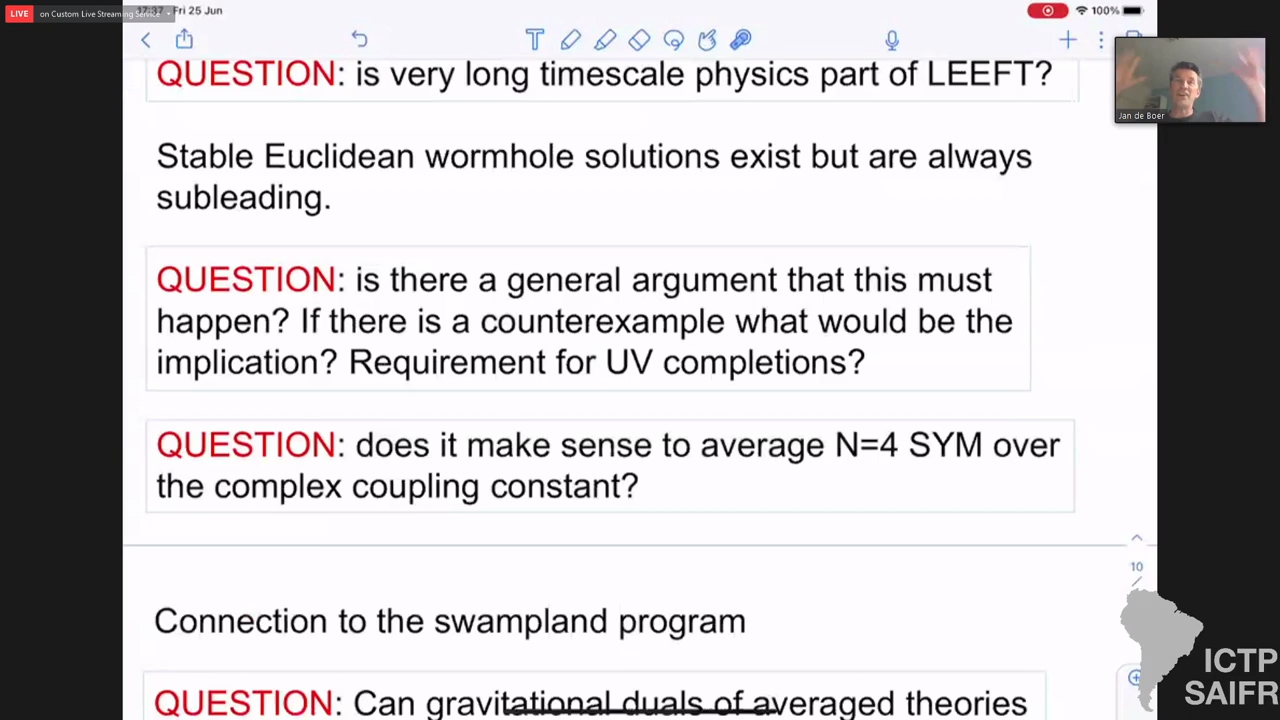 LIVE on Custom Live Streaming Service
Fri 25 Jun
100%
QUESTION: is very long timescale physics part of LEEFT?
Jan de Boer
Stable Euclidean wormhole solutions exist but are always
subleading.
QUESTION: is there a general argument that this must
happen? If there is a counterexample what would be the
implication? Requirement for UV completions?
QUESTION: does it make sense to average N=4 SYM over
the complex coupling constant?
10
Connection to the swampland program
QUESTION: Can gravitational duals of averaged theories
ICTP
SAIFR